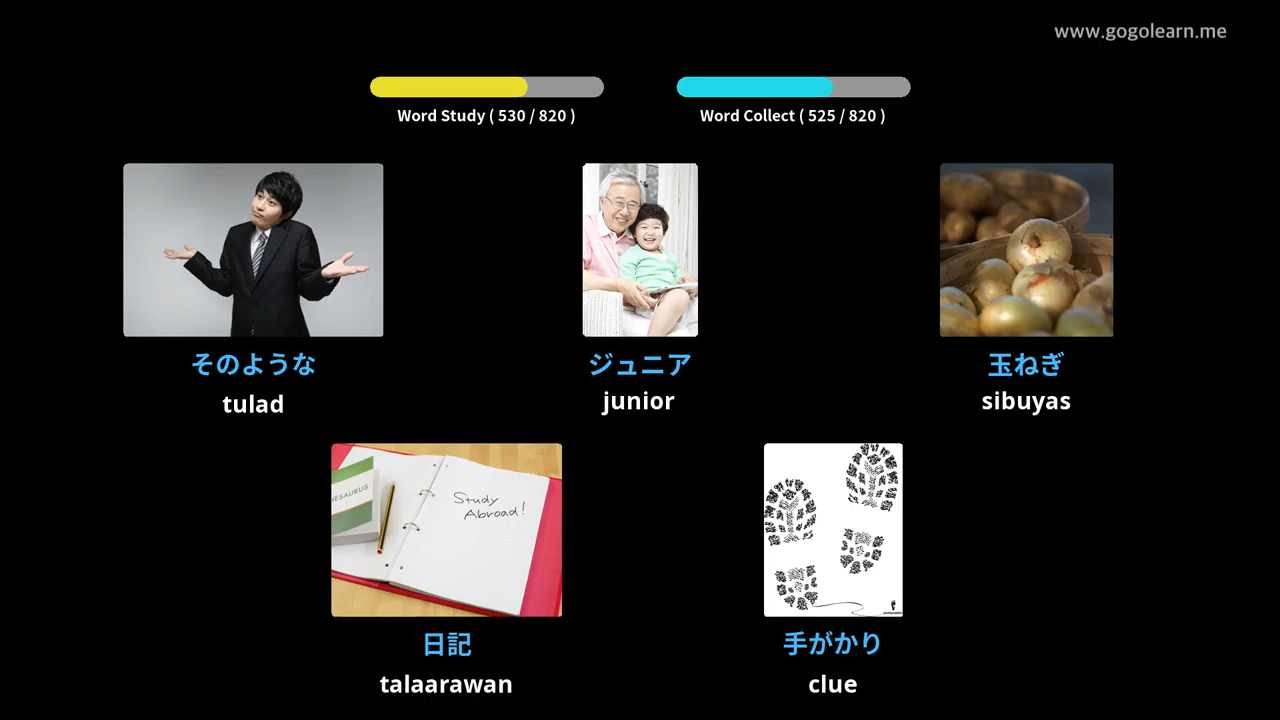 www.gogolearn.me
Word Study ( 530 / 820 )
Word Collect ( 525 / 820 )
そのような
tulad
ジュニア
junior
玉ねぎ
sibuyas
HESAURUS
Study
Abroad!
日記
talaarawan
手がかり
clue